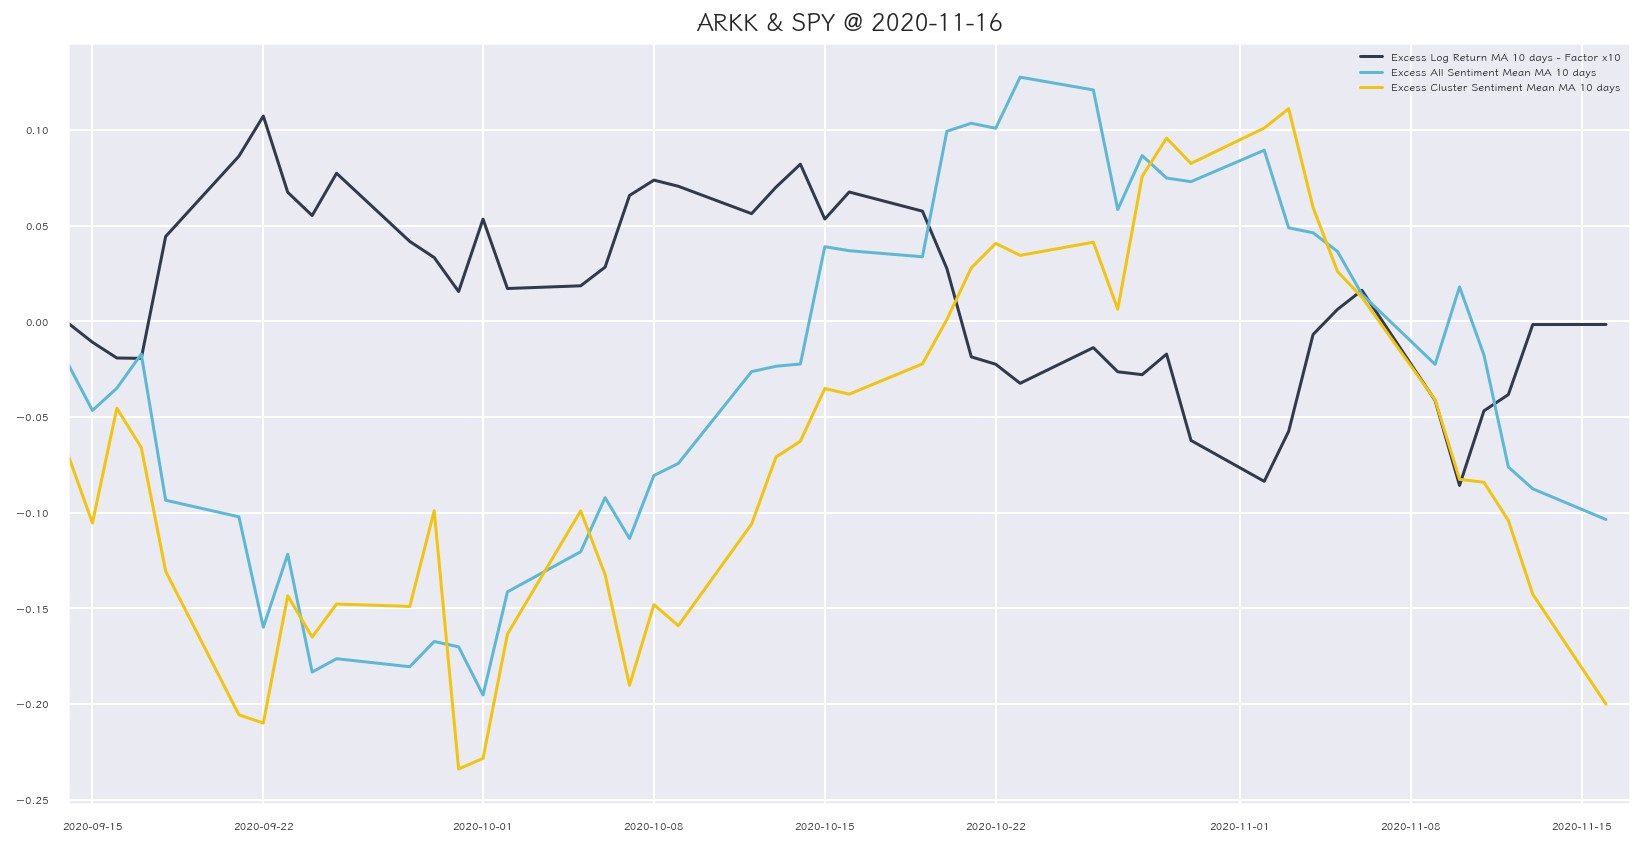 ARKK & SPY @ 2020-11-16
Excess Log Return MA 10 days - Factor x10
Excess All Sentiment Mean MA 10 days
Excess Cluster Sentiment Mean MA 10 days
0.10
0.05
0.00
−0.05
−0.10
−0.15
−0.20
−0.25
2020-09-15 2020-09-22 2020-10-01 2020-10-08 2020-10-15 2020-10-22 2020-11-01 2020-11-08 2020-11-15